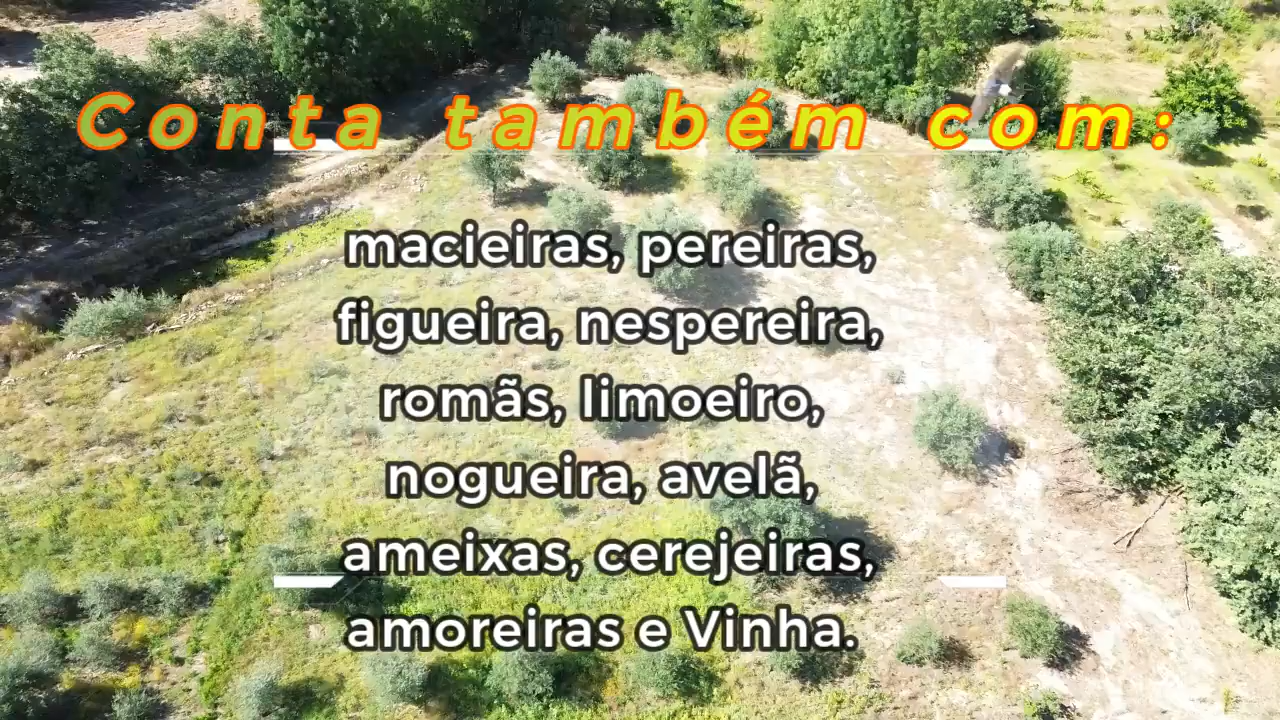 Conta também com:
macieiras, pereiras,
figueira, nespereira,
romãs, limoeiro,
nogueira, avelã,
ameixas, cerejeiras,
amoreiras e Vinha.